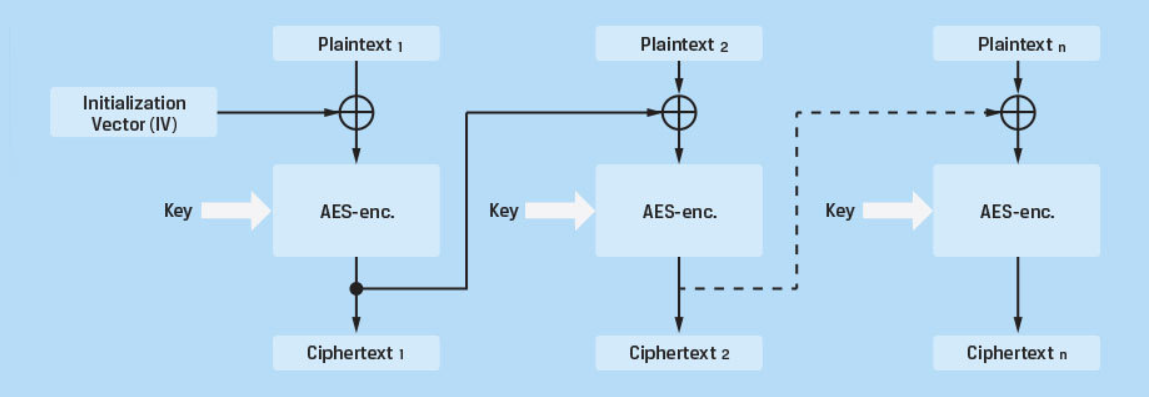 Plaintext 1
Plaintext 2
Plaintext n
Initialization
Vector (IV)
Key
AES-enc.
Key
AES-enc.
Key
AES-enc.
Ciphertext 1
Ciphertext 2
Ciphertext n